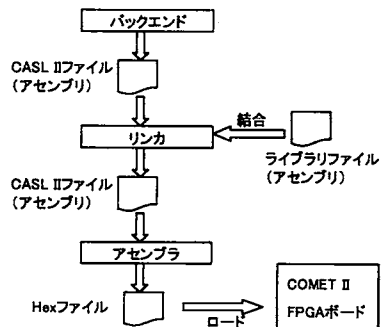 バックエンド
CASL Ⅱファイル
(アセンブリ)
結合
リンカ
ライブラリファイル
(アセンブリ)
CASL Ⅱファイル
(アセンブリ)
アセンブラ
Hexファイル
ロード
COMET Ⅱ
FPGAボード